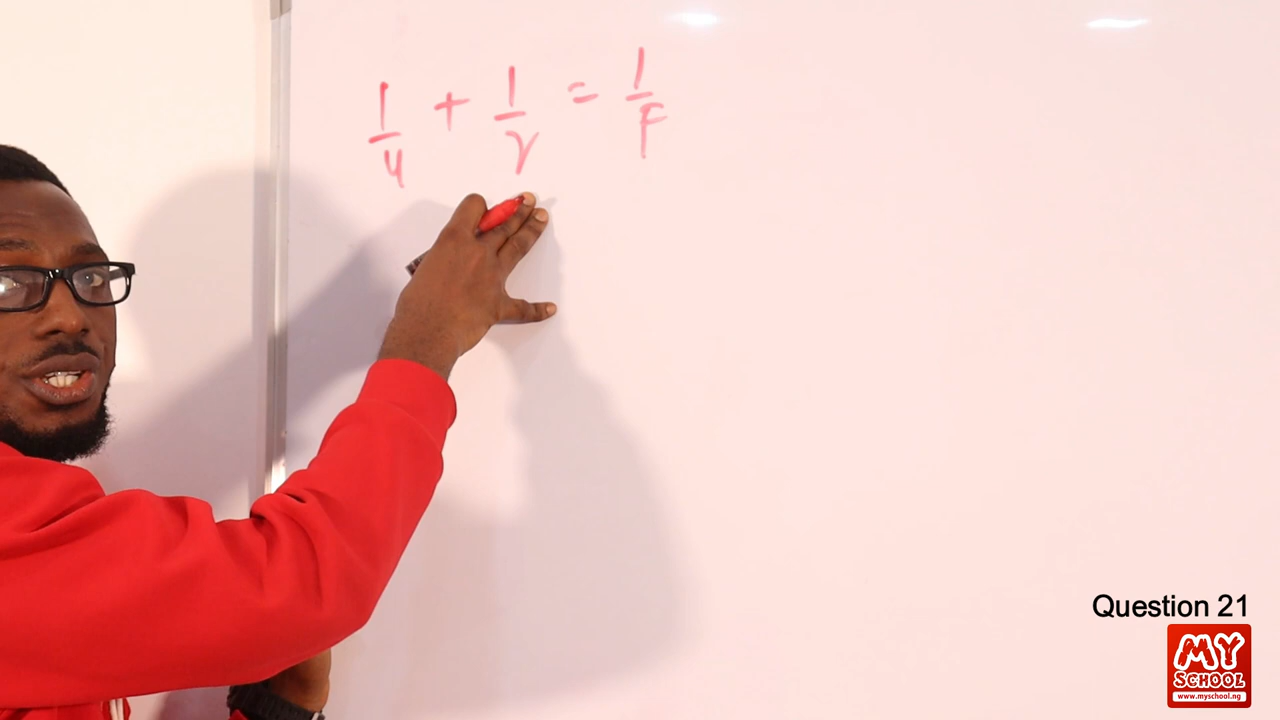 1/u + 1/v = 1/F
Question 21
MY
SCHOOL
www.myschool.ng